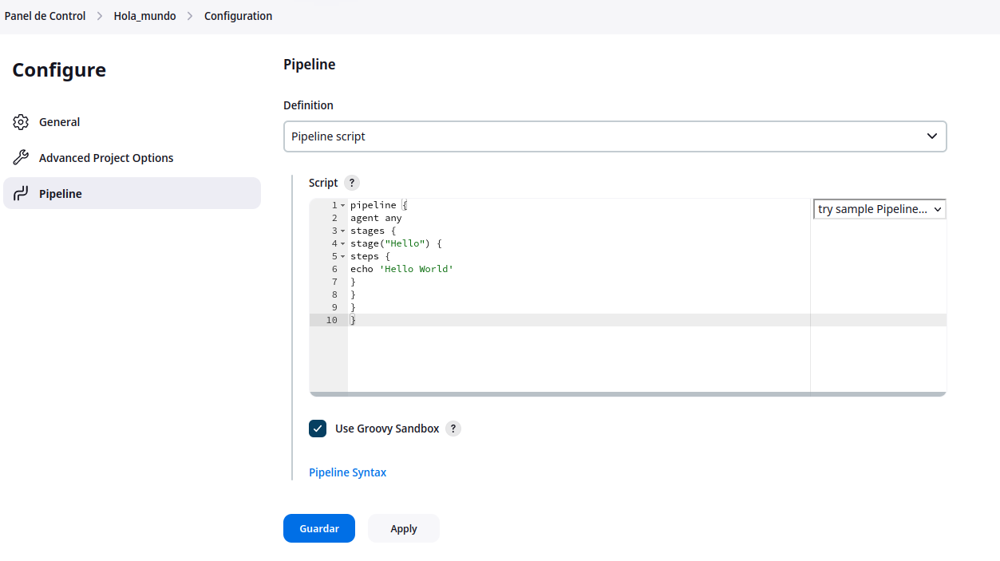 Panel de Control > Hola_mundo > Configuration
Configure
General
Advanced Project Options
Pipeline
Pipeline
Definition
Pipeline script
Script ?
try sample Pipeline...
1 pipeline {
2 agent any
3 stages {
4 stage("Hello") {
5 steps {
6 echo 'Hello World'
7 }
8 }
9 }
10 }
Use Groovy Sandbox ?
Pipeline Syntax
Guardar
Apply